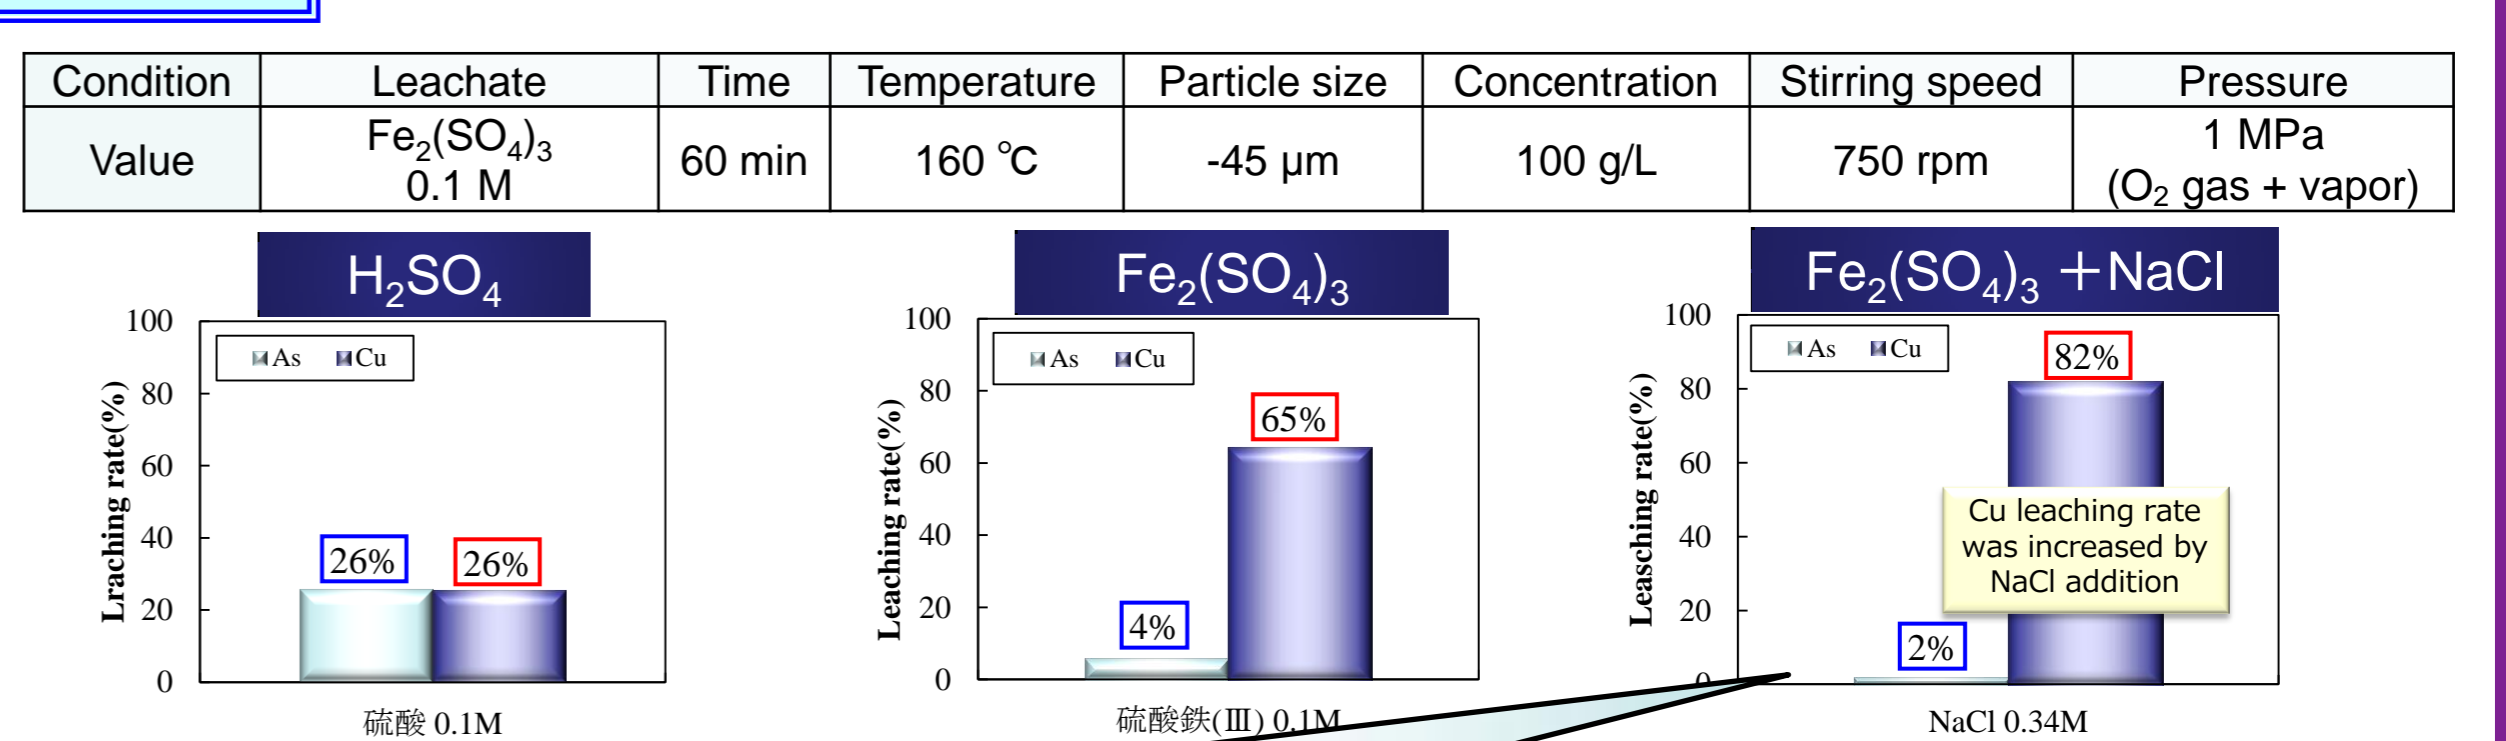 Condition Leachate Time Temperature Particle size Concentration Stirring speed Pressure
Value Fe₂(SO₄)₃ 0.1 M 60 min 160 ℃ -45 µm 100 g/L 750 rpm 1 MPa (O₂ gas + vapor)
H₂SO₄
Lraching rate(%)
100
80
60
40
20
0
As Cu
26%
26%
硫酸 0.1M
Fe₂(SO₄)₃
Leaching rate(%)
100
80
60
40
20
0
As Cu
4%
65%
硫酸鉄(Ⅲ) 0.1M
Fe₂(SO₄)₃ +NaCl
Leasching rate(%)
100
80
60
40
20
0
As Cu
2%
82%
Cu leaching rate
was increased by
NaCl addition
NaCl 0.34M